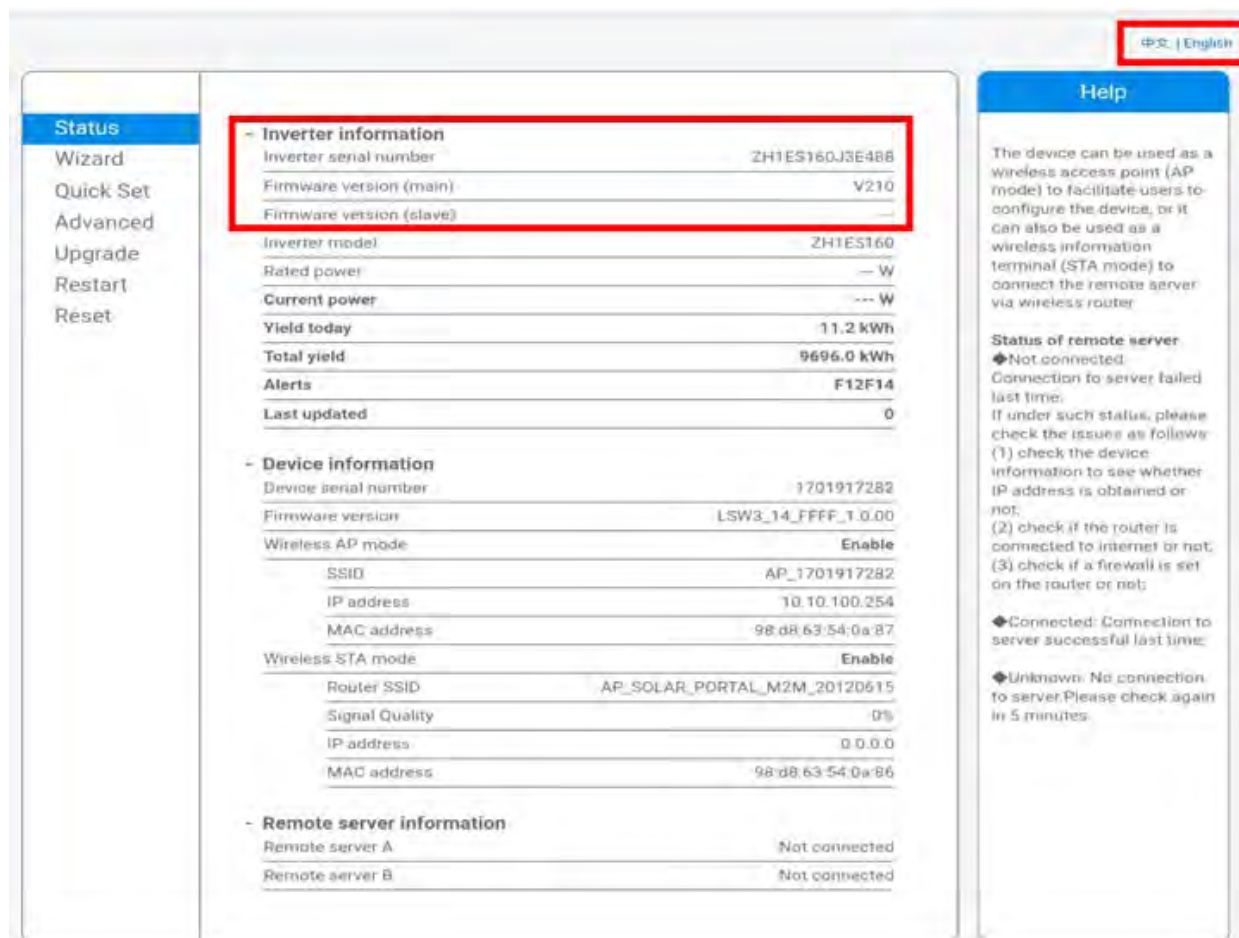 中文 | English
Status
Wizard
Quick Set
Advanced
Upgrade
Restart
Reset
- Inverter information
Inverter serial number ZH1ES160J3E488
Firmware version (main) V210
Firmware version (slave) ---
Inverter model ZH1ES160
Rated power --- W
Current power --- W
Yield today 11.2 kWh
Total yield 9696.0 kWh
Alerts F12F14
Last updated 0
- Device information
Device serial number 1701917282
Firmware version LSW3_14_FFFF_1.0.00
Wireless AP mode Enable
SSID AP_1701917282
IP address 10.10.100.254
MAC address 98:d8:63:54:0a:87
Wireless STA mode Enable
Router SSID AP_SOLAR_PORTAL_M2M_20120615
Signal Quality 0%
IP address 0.0.0.0
MAC address 98:d8:63:54:0a:86
- Remote server information
Remote server A Not connected
Remote server B Not connected
Help
The device can be used as a
wireless access point (AP
mode) to facilitate users to
configure the device, or it
can also be used as a
wireless information
terminal (STA mode) to
connect the remote server
via wireless router.
Status of remote server
◆Not connected:
Connection to server failed
last time;
If under such status, please
check the issues as follows:
(1) check the device
information to see whether
IP address is obtained or
not;
(2) check if the router is
connected to internet or not;
(3) check if a firewall is set
on the router or not;
◆Connected: Connection to
server successful last time;
◆Unknown: No connection
to server.Please check again
in 5 minutes.